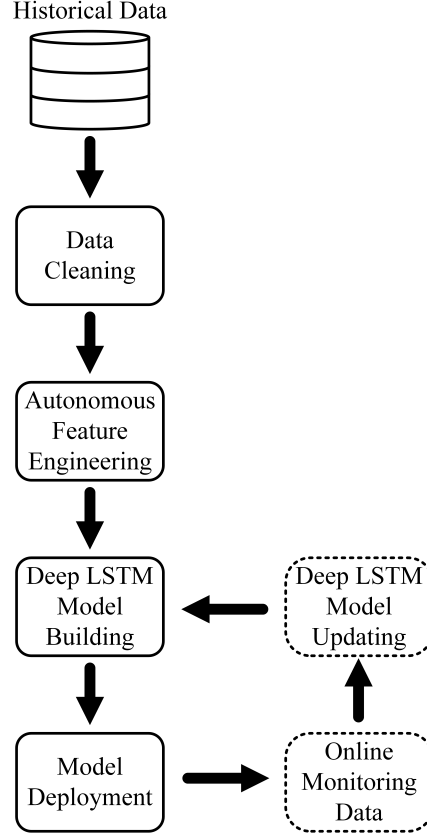 Historical Data
Data
Cleaning
Autonomous
Feature
Engineering
Deep LSTM
Model
Building
Deep LSTM
Model
Updating
Model
Deployment
Online
Monitoring
Data